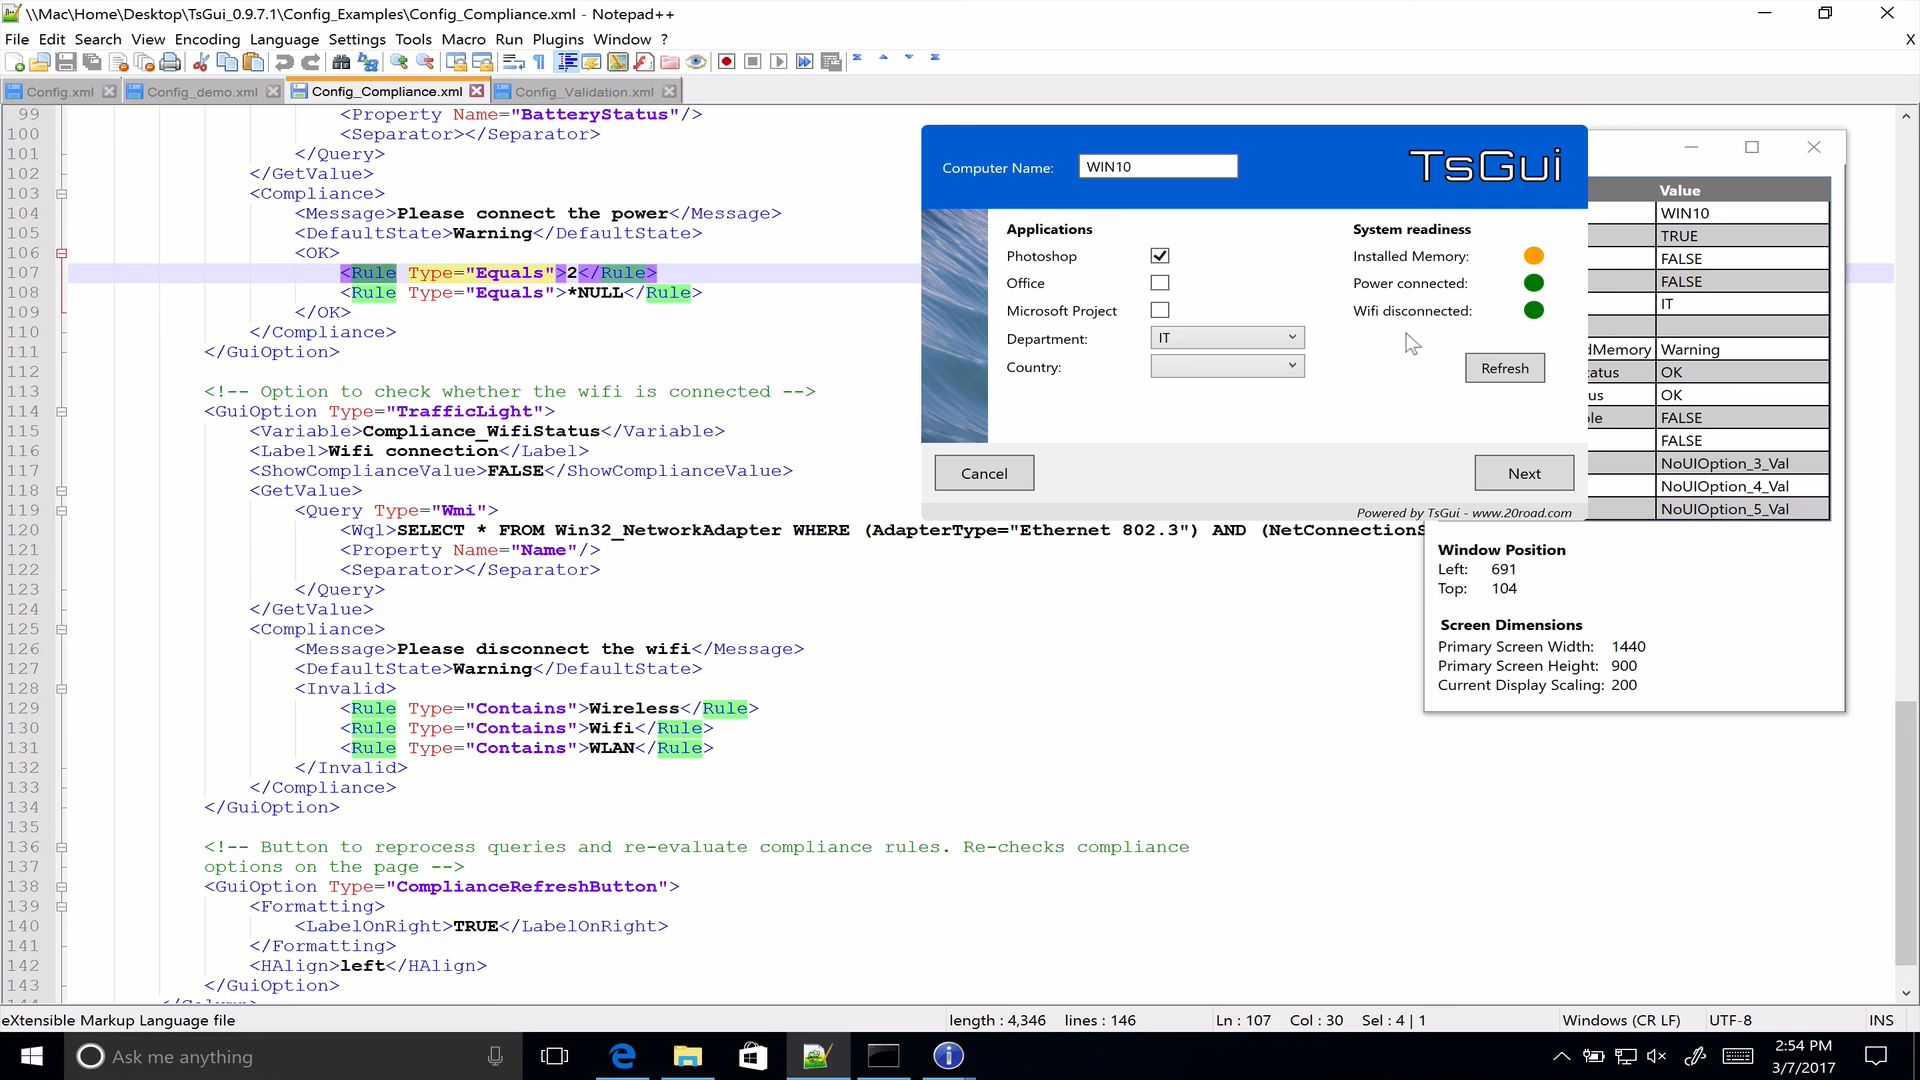 \\Mac\Home\Desktop\TsGui_0.9.7.1\Config_Examples\Config_Compliance.xml - Notepad++
File Edit Search View Encoding Language Settings Tools Macro Run Plugins Window ? X
Config.xml Config_demo.xml Config_Compliance.xml Config_Validation.xml
99 <Property Name="BatteryStatus"/>
100 <Separator></Separator>
101 </Query>
102 </GetValue>
103 <Compliance>
104 <Message>Please connect the power</Message>
105 <DefaultState>Warning</DefaultState>
106 <OK>
107 <Rule Type="Equals">2</Rule>
108 <Rule Type="Equals">*NULL</Rule>
109 </OK>
110 </Compliance>
111 </GuiOption>
112
113 <!-- Option to check whether the wifi is connected -->
114 <GuiOption Type="TrafficLight">
115 <Variable>Compliance_WifiStatus</Variable>
116 <Label>Wifi connection</Label>
117 <ShowComplianceValue>FALSE</ShowComplianceValue>
118 <GetValue>
119 <Query Type="Wmi">
120 <Wql>SELECT * FROM Win32_NetworkAdapter WHERE (AdapterType="Ethernet 802.3") AND (NetConnectionS
121 <Property Name="Name"/>
122 <Separator></Separator>
123 </Query>
124 </GetValue>
125 <Compliance>
126 <Message>Please disconnect the wifi</Message>
127 <DefaultState>Warning</DefaultState>
128 <Invalid>
129 <Rule Type="Contains">Wireless</Rule>
130 <Rule Type="Contains">Wifi</Rule>
131 <Rule Type="Contains">WLAN</Rule>
132 </Invalid>
133 </Compliance>
134 </GuiOption>
135
136 <!-- Button to reprocess queries and re-evaluate compliance rules. Re-checks compliance
137 options on the page -->
138 <GuiOption Type="ComplianceRefreshButton">
139 <Formatting>
140 <LabelOnRight>TRUE</LabelOnRight>
141 </Formatting>
142 <HAlign>left</HAlign>
143 </GuiOption>
Computer Name: WIN10 TsGui
Applications
Photoshop
Office
Microsoft Project
Department: IT
Country:
System readiness
Installed Memory:
Power connected:
Wifi disconnected:
Refresh
Cancel Next
Powered by TsGui - www.20road.com
Value
WIN10
TRUE
FALSE
FALSE
IT
dMemory Warning
atus OK
us OK
ole FALSE
FALSE
NoUIOption_3_Val
NoUIOption_4_Val
NoUIOption_5_Val
Window Position
Left: 691
Top: 104
Screen Dimensions
Primary Screen Width: 1440
Primary Screen Height: 900
Current Display Scaling: 200
eXtensible Markup Language file length : 4,346 lines : 146 Ln : 107 Col : 30 Sel : 4 | 1 Windows (CR LF) UTF-8 INS
Ask me anything
2:54 PM
3/7/2017